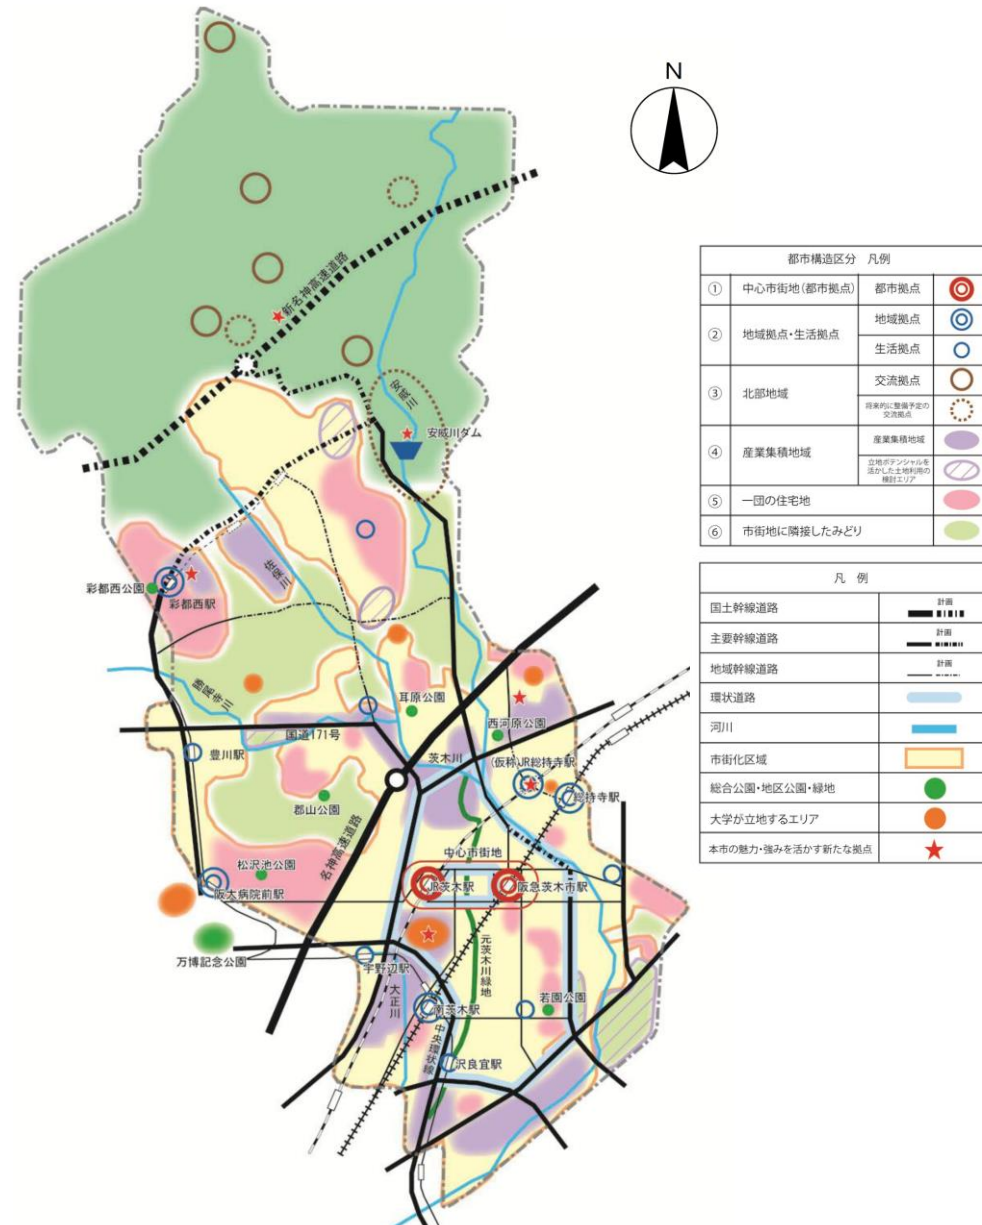 N
新名神高速道路
安威川
安威川ダム
佐保川
彩都西公園
彩都西駅
勝尾寺川
耳原公園
西河原公園
国道171号
茨木川
豊川駅
(仮称)JR総持寺駅
総持寺駅
郡山公園
名神高速道路
中心市街地
松沢池公園
JR茨木駅
阪急茨木市駅
阪大病院前駅
万博記念公園
宇野辺駅
元茨木川緑地
大正川
南茨木駅
若園公園
中央環状線
沢良宜駅
都市構造区分 凡例
① 中心市街地(都市拠点) 都市拠点
② 地域拠点・生活拠点 地域拠点
生活拠点
③ 北部地域 交流拠点
将来的に整備予定の
交流拠点
④ 産業集積地域 産業集積地域
立地ポテンシャルを
活かした土地利用の
検討エリア
⑤ 一団の住宅地
⑥ 市街地に隣接したみどり
凡 例
国土幹線道路 計画
主要幹線道路 計画
地域幹線道路 計画
環状道路
河川
市街化区域
総合公園・地区公園・緑地
大学が立地するエリア
本市の魅力・強みを活かす新たな拠点